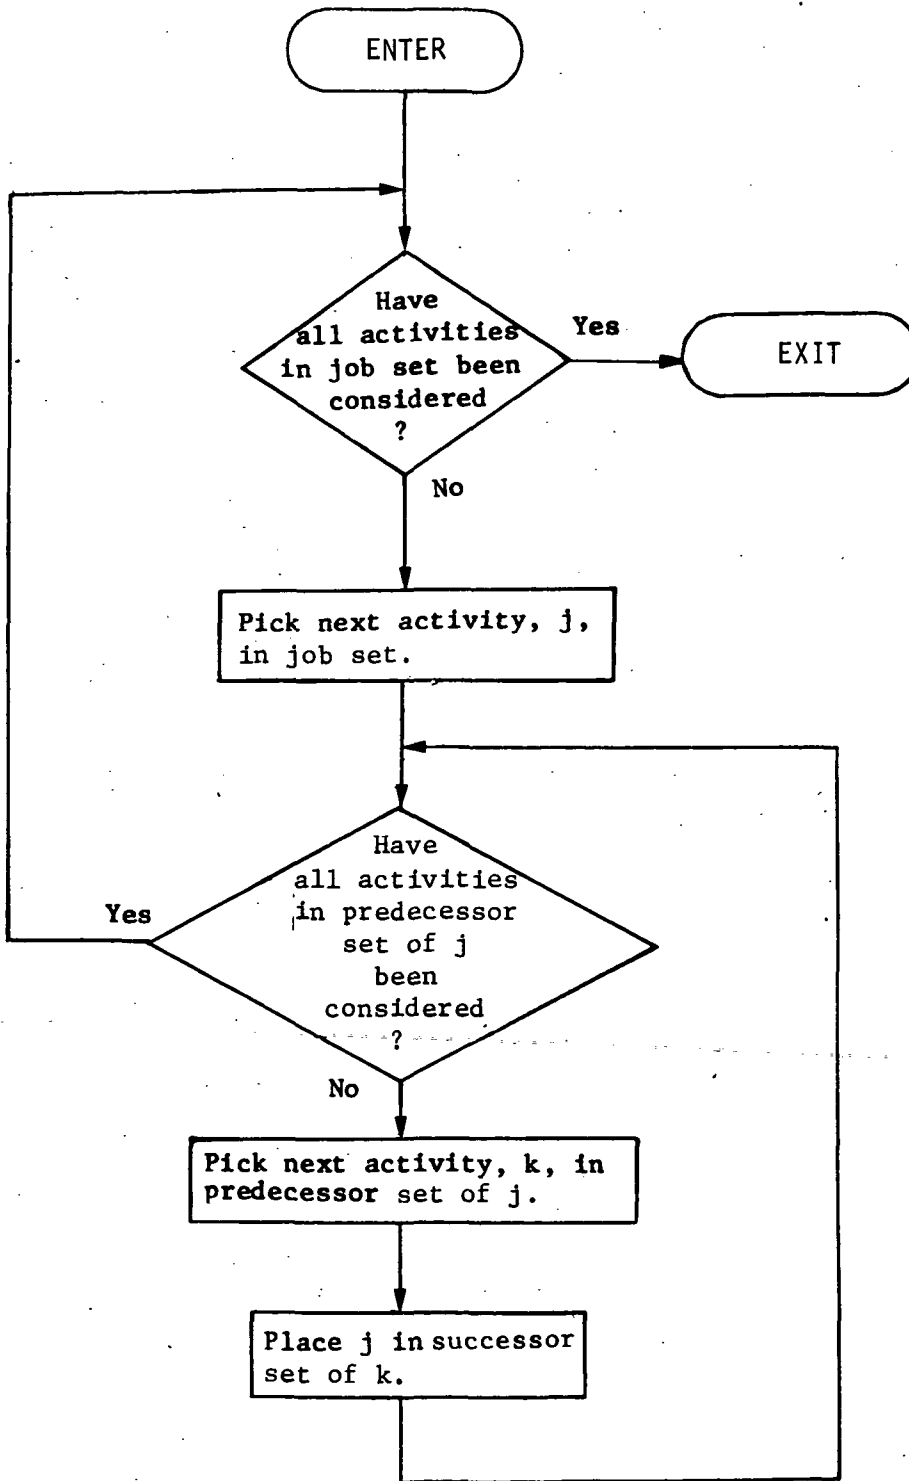 ENTER
Have
all activities
in job set been
considered
?
Yes
EXIT
No
Pick next activity, j,
in job set.
Have
all activities
in predecessor
set of j
been
considered
?
Yes
No
Pick next activity, k, in
predecessor set of j.
Place j in successor
set of k.